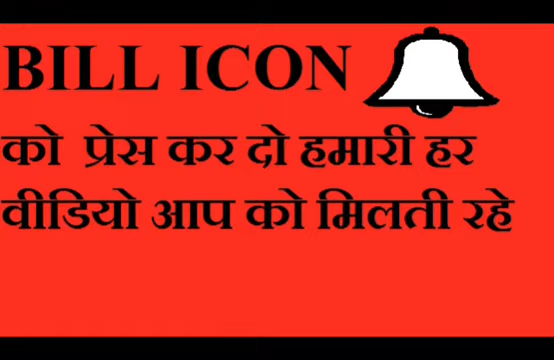 BILL ICON
को प्रेस कर दो हमारी हर
वीडियो आप को मिलती रहे